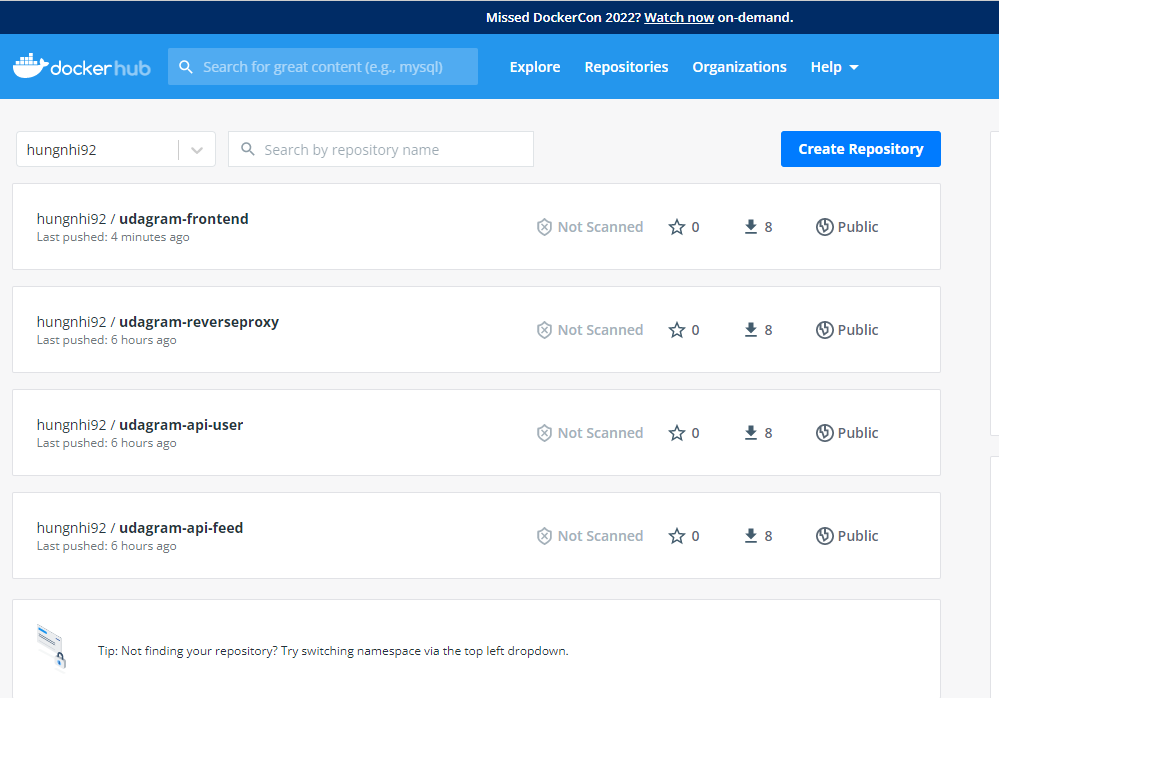 Missed DockerCon 2022? Watch now on-demand.
dockerhub Search for great content (e.g., mysql) Explore Repositories Organizations Help
hungnhi92 Search by repository name Create Repository
hungnhi92 / udagram-frontend
Last pushed: 4 minutes ago
Not Scanned 0 8 Public
hungnhi92 / udagram-reverseproxy
Last pushed: 6 hours ago
Not Scanned 0 8 Public
hungnhi92 / udagram-api-user
Last pushed: 6 hours ago
Not Scanned 0 8 Public
hungnhi92 / udagram-api-feed
Last pushed: 6 hours ago
Not Scanned 0 8 Public
Tip: Not finding your repository? Try switching namespace via the top left dropdown.